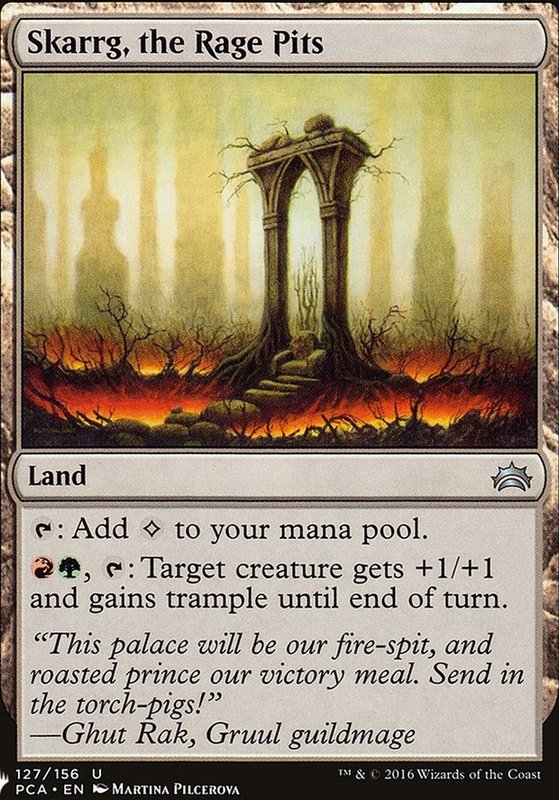 Skarrg, the Rage Pits
Land
: Add to your mana pool.
, : Target creature gets +1/+1
and gains trample until end of turn.
“This palace will be our fire-spit, and
roasted prince our victory meal. Send in
the torch-pigs!”
—Ghut Rak, Gruul guildmage
127/156 U
PCA • EN Martina Pilcerova
™ & © 2016 Wizards of the Coast